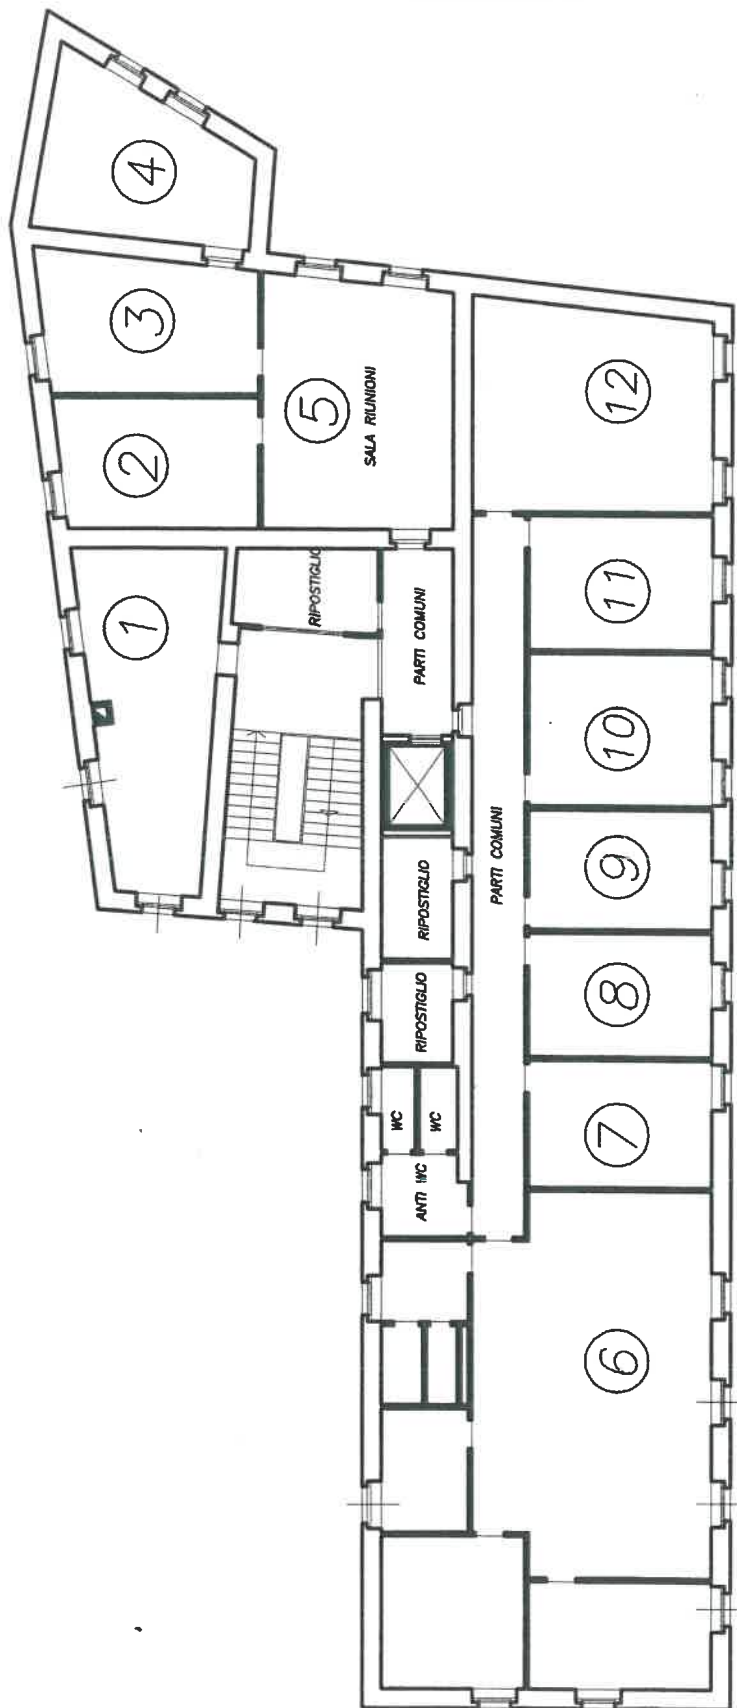 4
3
2
5
SALA RIUNIONI
1
RIPOSTIGLIO
PARTI COMUNI
12
11
10
9
8
7
6
PARTI COMUNI
RIPOSTIGLIO
RIPOSTIGLIO
WC
WC
ANTI WC